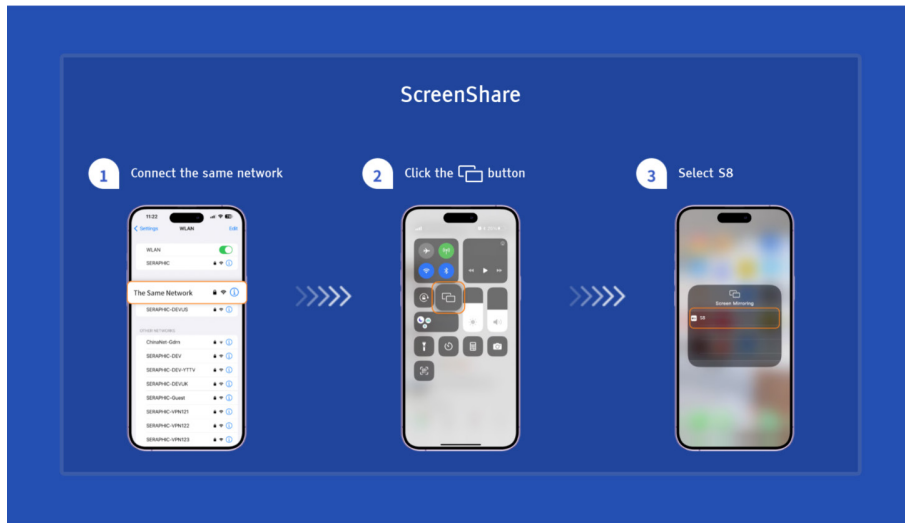 ScreenShare
1 Connect the same network
2 Click the button
3 Select S8
11:22
Settings WLAN Edit
WLAN
SERAPHIC
The Same Network
SERAPHIC-DEVUS
OTHER NETWORKS
ChinaNet-Gdrn
SERAPHIC-DEV
SERAPHIC-DEV-YTTV
SERAPHIC-DEVUK
SERAPHIC-Guest
SERAPHIC-VPN121
SERAPHIC-VPN122
SERAPHIC-VPN123
Screen Mirroring
S8